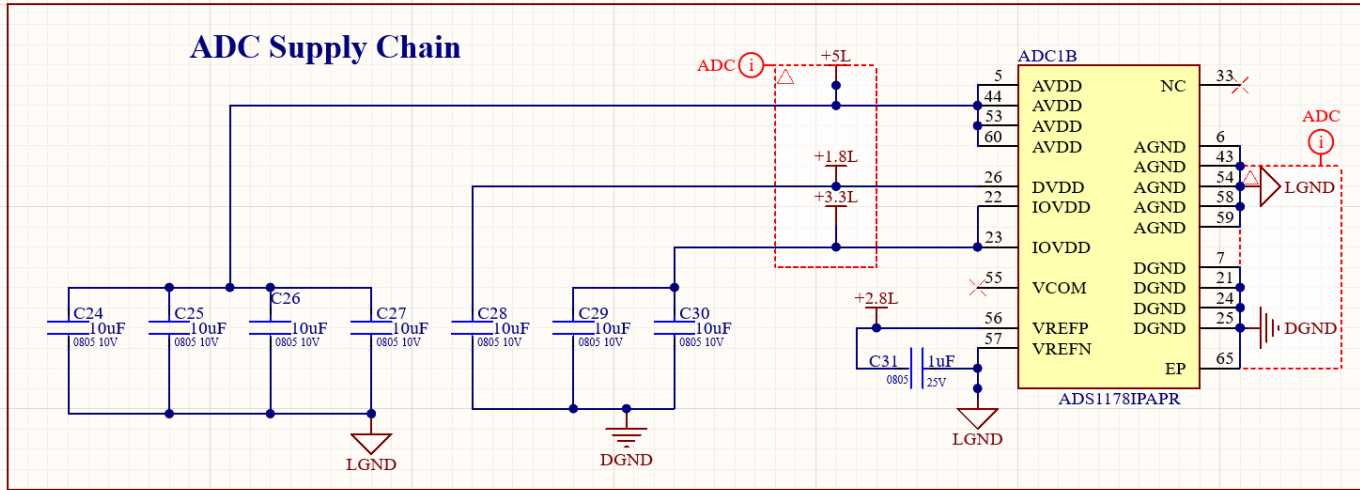 ADC Supply Chain
ADC i
+5L
+1.8L
+3.3L
ADC1B
5 AVDD
44 AVDD
53 AVDD
60 AVDD
26 DVDD
22 IOVDD
23 IOVDD
55 VCOM
56 VREFP
57 VREFN
NC 33
AGND 6
AGND 43
AGND 54
AGND 58
AGND 59
DGND 7
DGND 21
DGND 24
DGND 25
EP 65
ADS1178IPAPR
ADC
i
LGND
DGND
+2.8L
C31 1uF
0805 25V
LGND
C24
10uF
0805 10V
C25
10uF
0805 10V
C26
10uF
0805 10V
C27
10uF
0805 10V
C28
10uF
0805 10V
C29
10uF
0805 10V
C30
10uF
0805 10V
LGND
DGND